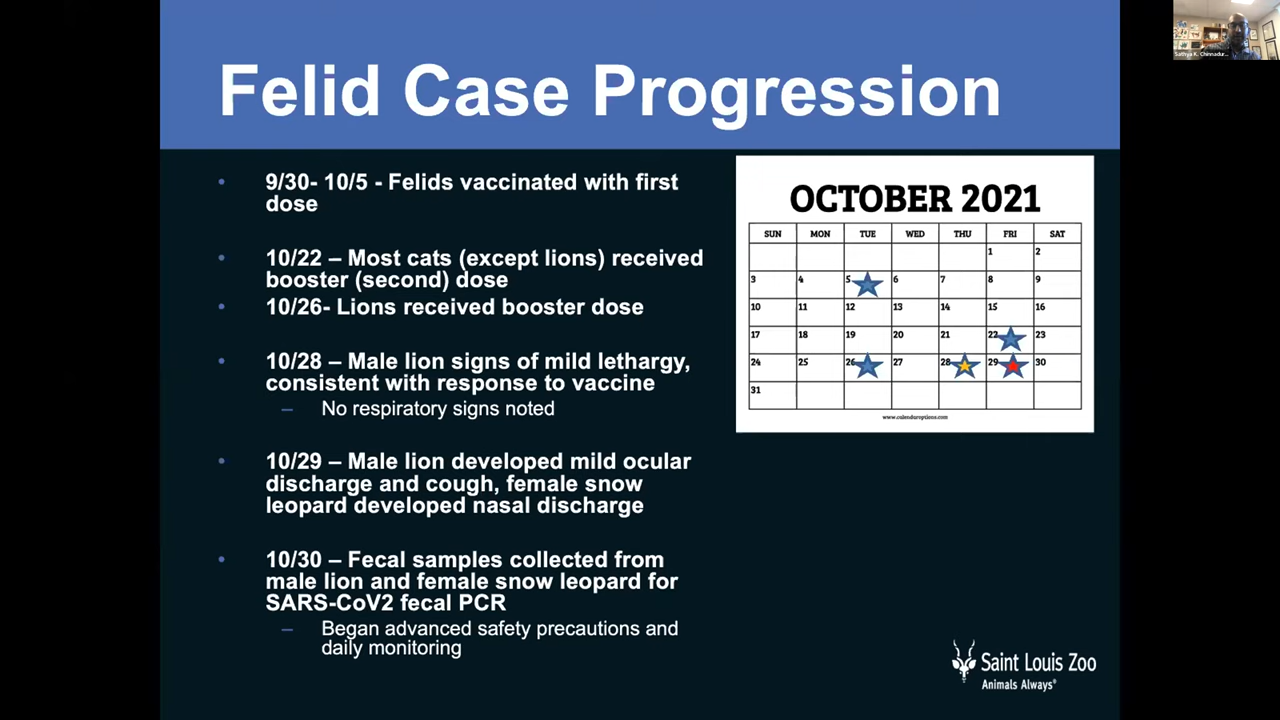 Felid Case Progression
Sathya K. Chinnadur...
• 9/30- 10/5 - Felids vaccinated with first
dose
• 10/22 – Most cats (except lions) received
booster (second) dose
• 10/26- Lions received booster dose
• 10/28 – Male lion signs of mild lethargy,
consistent with response to vaccine
– No respiratory signs noted
• 10/29 – Male lion developed mild ocular
discharge and cough, female snow
leopard developed nasal discharge
• 10/30 – Fecal samples collected from
male lion and female snow leopard for
SARS-CoV2 fecal PCR
– Began advanced safety precautions and
daily monitoring
OCTOBER 2021
SUN MON TUE WED THU FRI SAT
1 2
3 4 5 6 7 8 9
10 11 12 13 14 15 16
17 18 19 20 21 22 23
24 25 26 27 28 29 30
31
www.calendaroptions.com
Saint Louis Zoo
Animals Always®